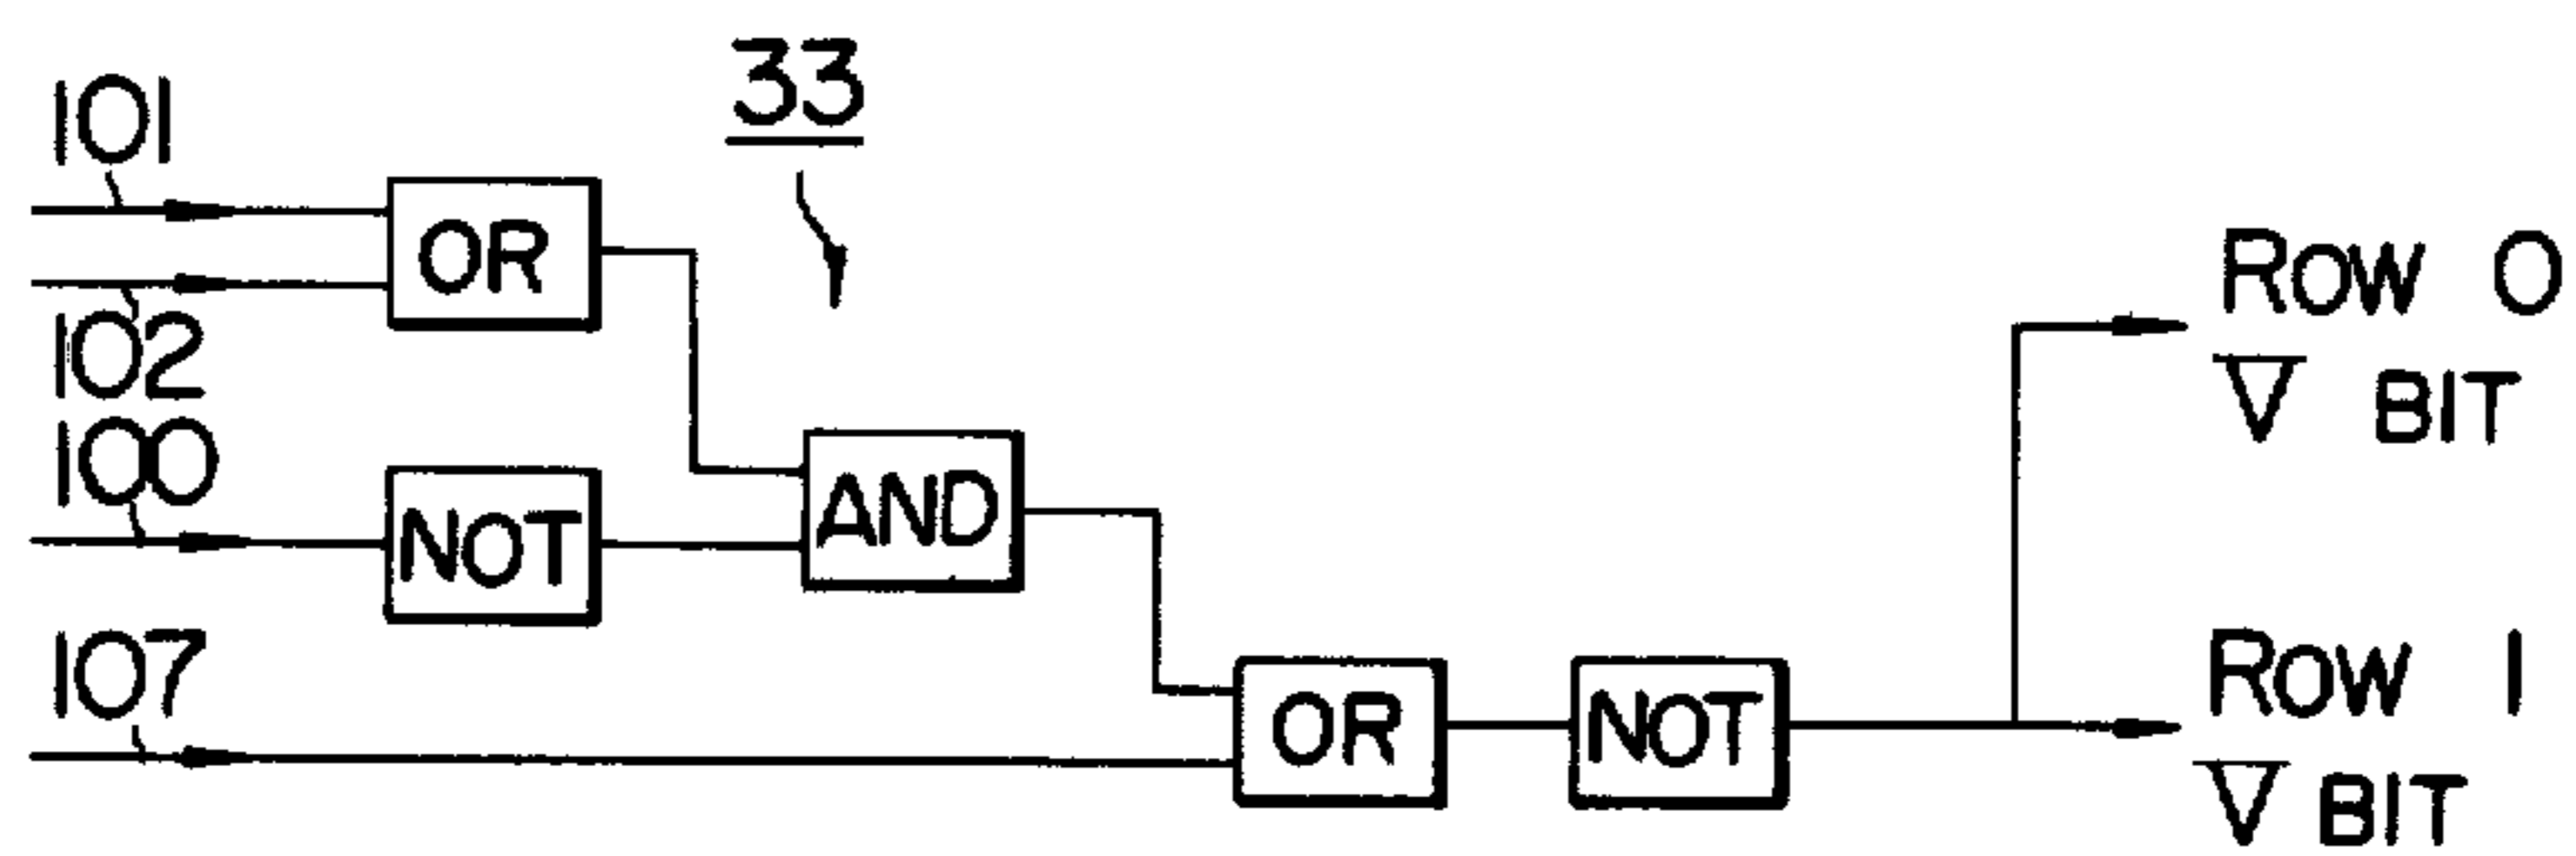 101
33
OR
102
100
NOT
AND
107
OR
NOT
ROW 0
V̅ BIT
ROW 1
V̅ BIT